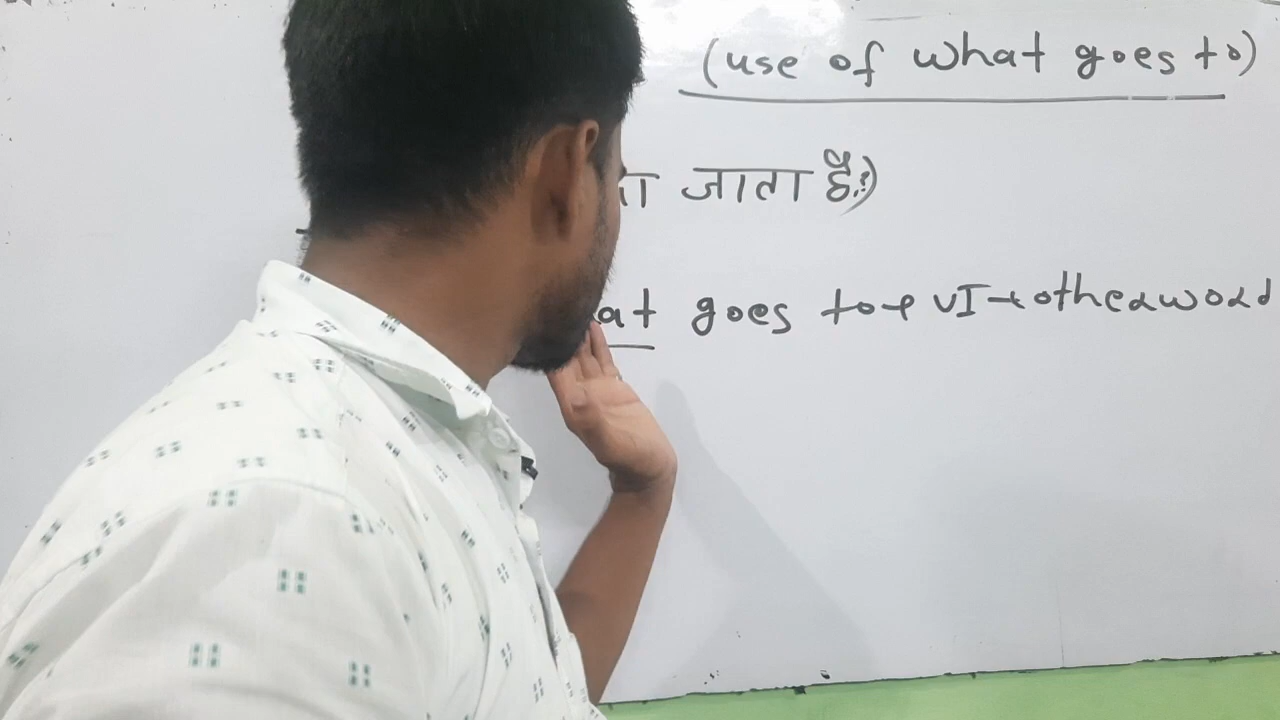 (use of what goes to)
जाता है?)
goes to+VI+otherword